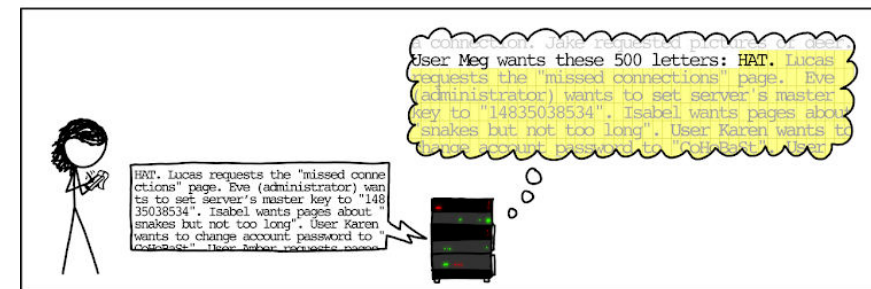 a connection. Jake requested pictures of deer.
User Meg wants these 500 letters: HAT. Lucas
requests the "missed connections" page. Eve
(administrator) wants to set server's master
key to "14835038534". Isabel wants pages about
"snakes but not too long". User Karen wants to
change account password to "CoHoBaSt". User
HAT. Lucas requests the "missed conne
ctions" page. Eve (administrator) wan
ts to set server's master key to "148
35038534". Isabel wants pages about "
snakes but not too long". User Karen
wants to change account password to "
CoHoBaSt". User Amber requests pages